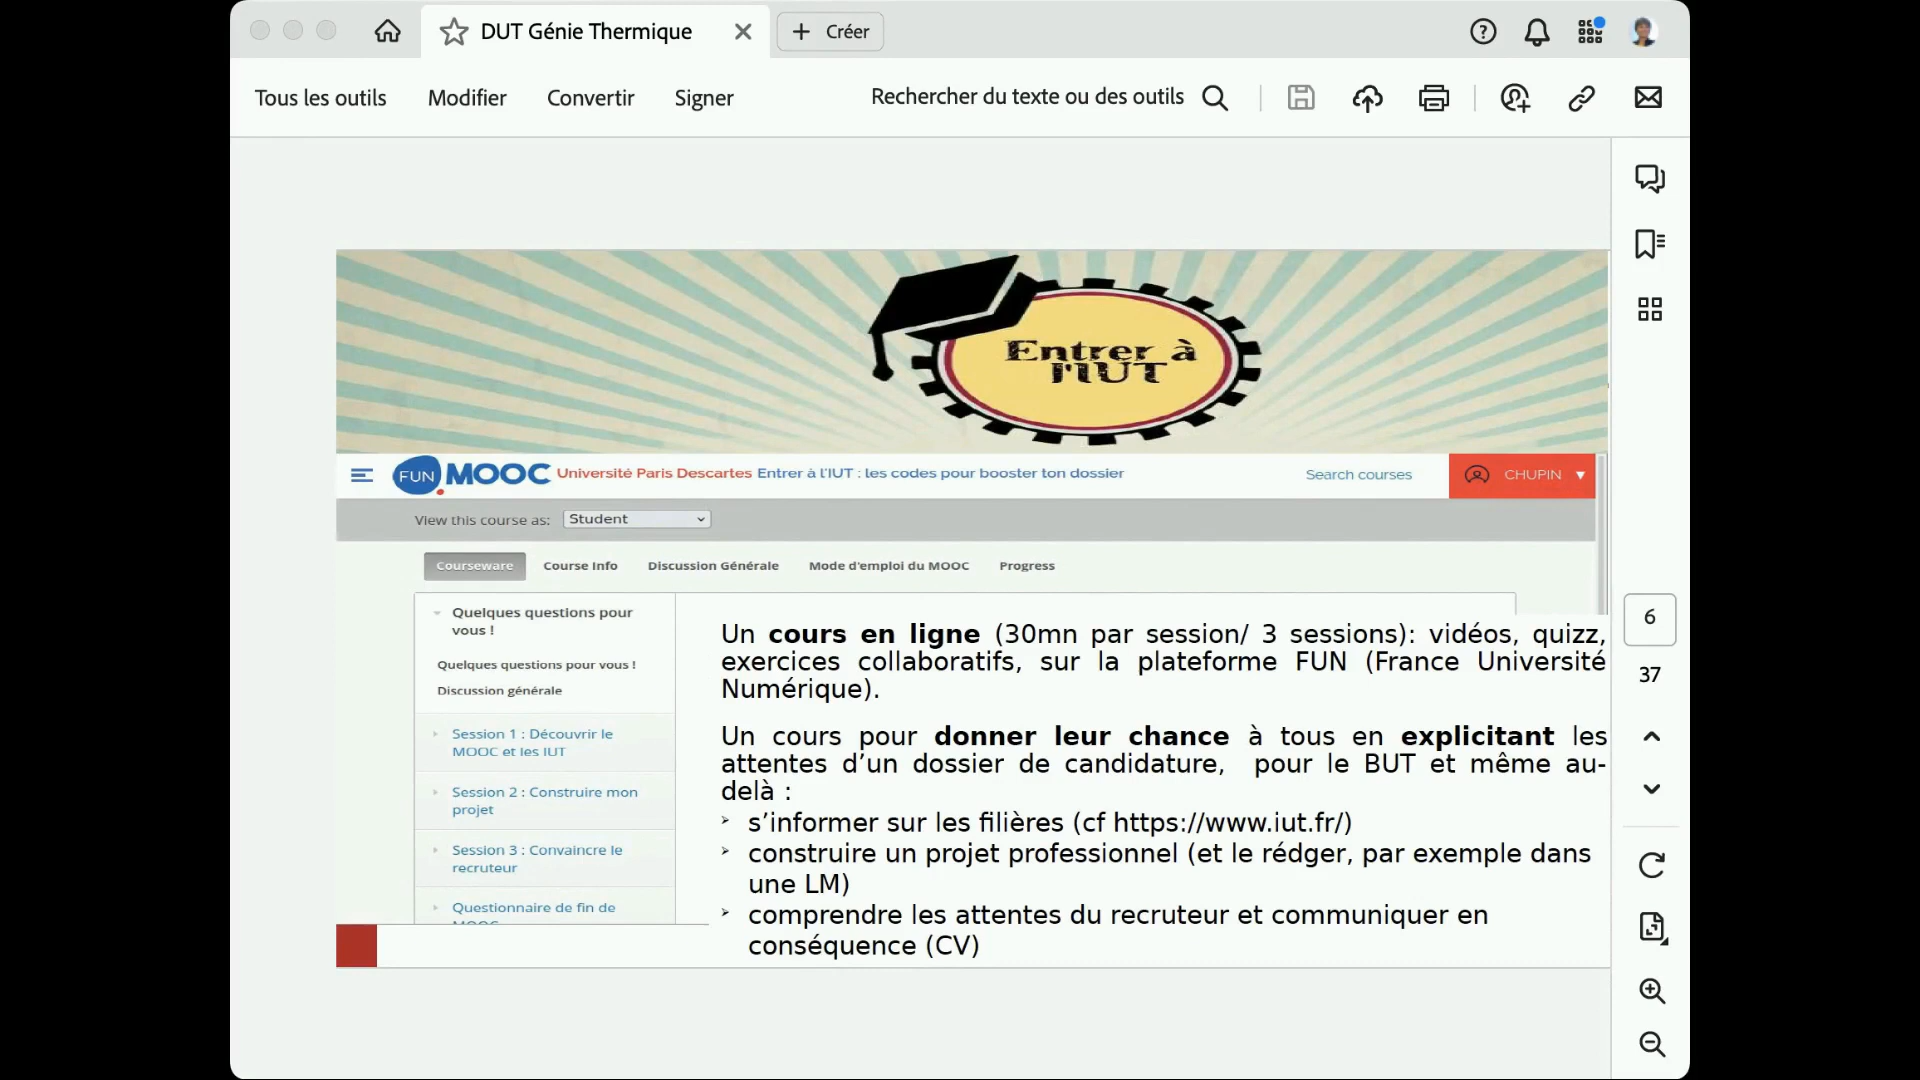 DUT Génie Thermique
Créer
Tous les outils
Modifier
Convertir
Signer
Rechercher du texte ou des outils
Entrer à
l'IUT
FUN MOOC Université Paris Descartes Entrer à l'IUT : les codes pour booster ton dossier
Search courses
CHUPIN
View this course as: Student
Courseware
Course Info
Discussion Générale
Mode d'emploi du MOOC
Progress
Quelques questions pour
vous !
Quelques questions pour vous !
Discussion générale
Session 1 : Découvrir le
MOOC et les IUT
Session 2 : Construire mon
projet
Session 3 : Convaincre le
recruteur
Questionnaire de fin de
MOOC
Un cours en ligne (30mn par session/ 3 sessions): vidéos, quizz,
exercices collaboratifs, sur la plateforme FUN (France Université
Numérique).
Un cours pour donner leur chance à tous en explicitant les
attentes d’un dossier de candidature, pour le BUT et même au-
delà :
➢ s’informer sur les filières (cf https://www.iut.fr/)
➢ construire un projet professionnel (et le rédger, par exemple dans
une LM)
➢ comprendre les attentes du recruteur et communiquer en
conséquence (CV)
6
37